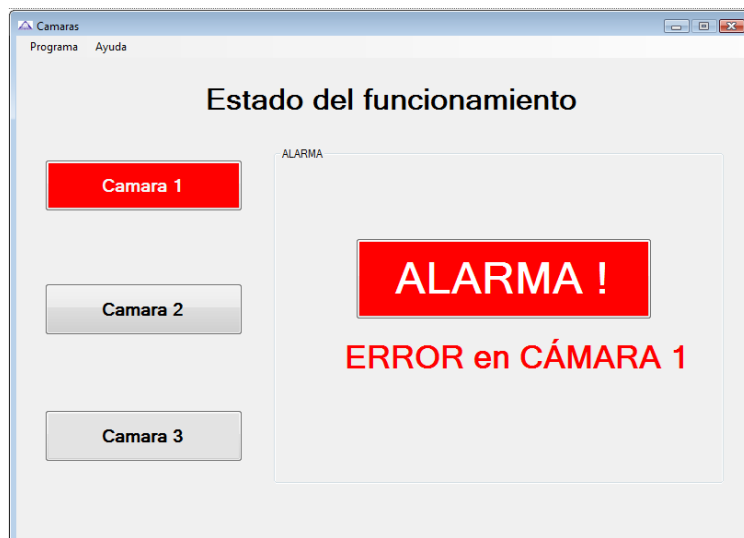 Camaras
Programa Ayuda
Estado del funcionamiento
ALARMA
Camara 1
ALARMA !
Camara 2
ERROR en CÁMARA 1
Camara 3